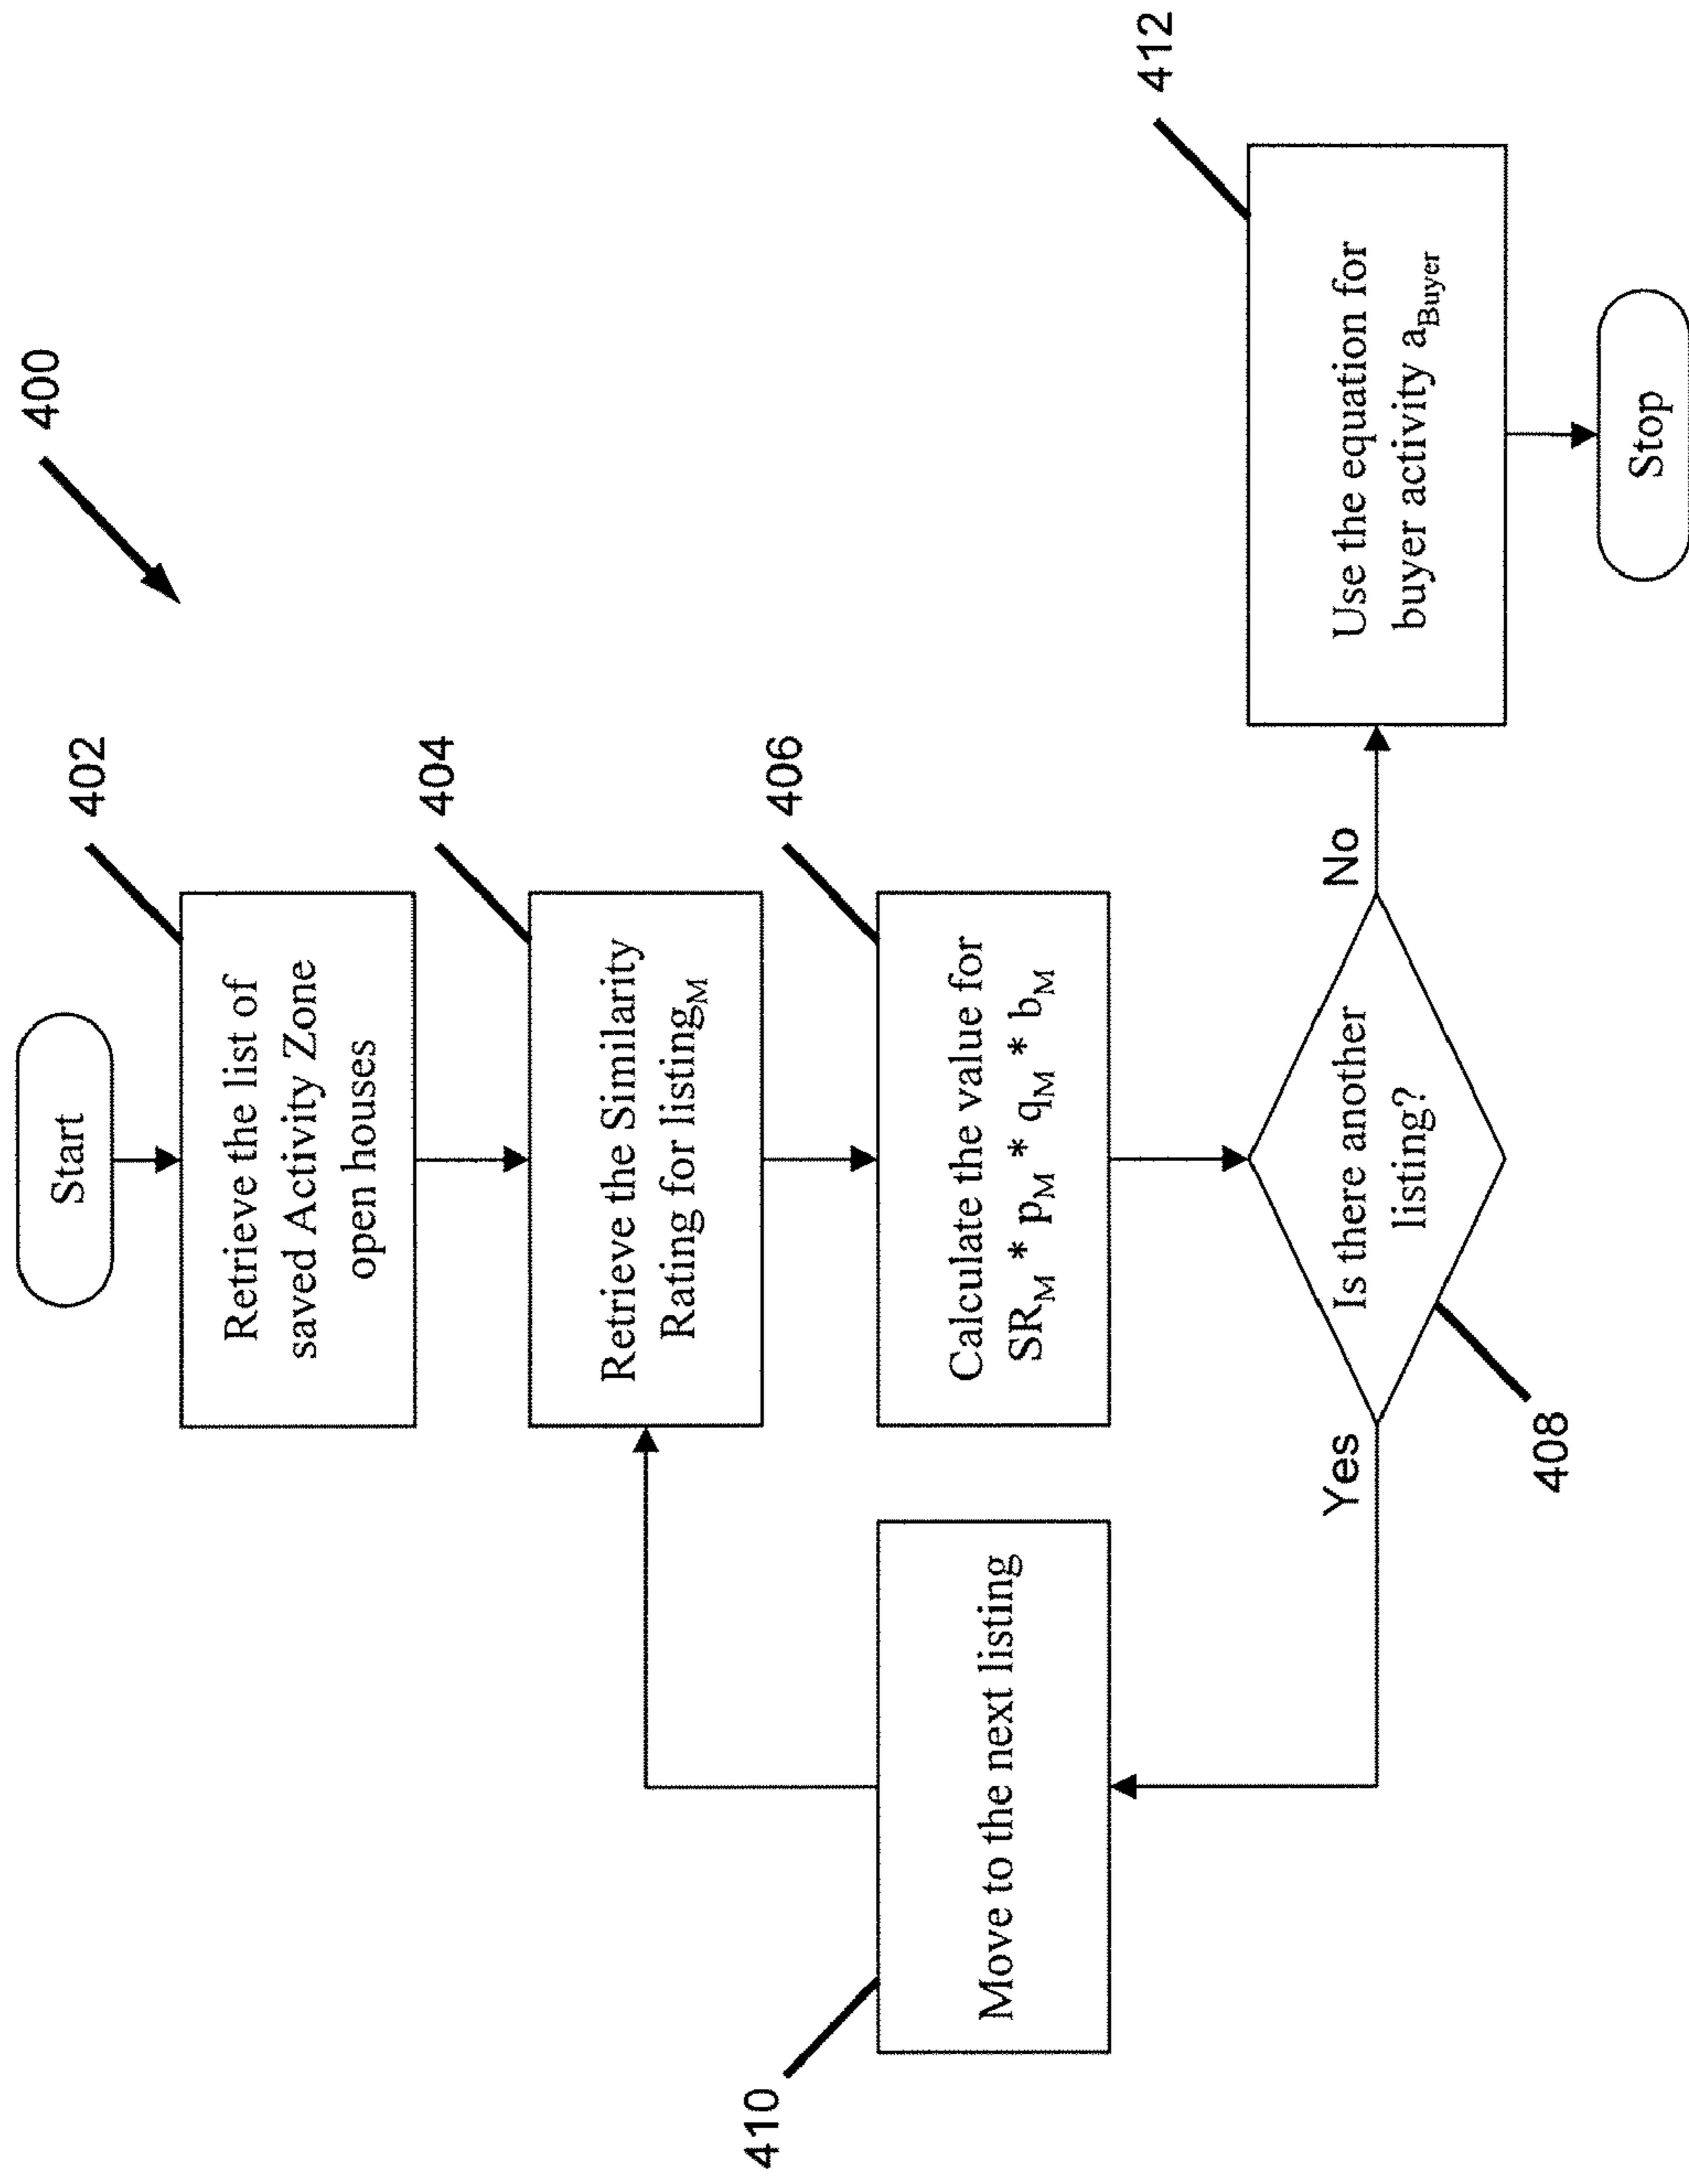 400
Start
402
Retrieve the list of
saved Activity Zone
open houses
404
Retrieve the Similarity
Rating for listing_M
406
Calculate the value for
SR_M * p_M * q_M * b_M
Is there another
listing?
408
Yes
No
410
Move to the next listing
412
Use the equation for
buyer activity a_Buyer
Stop